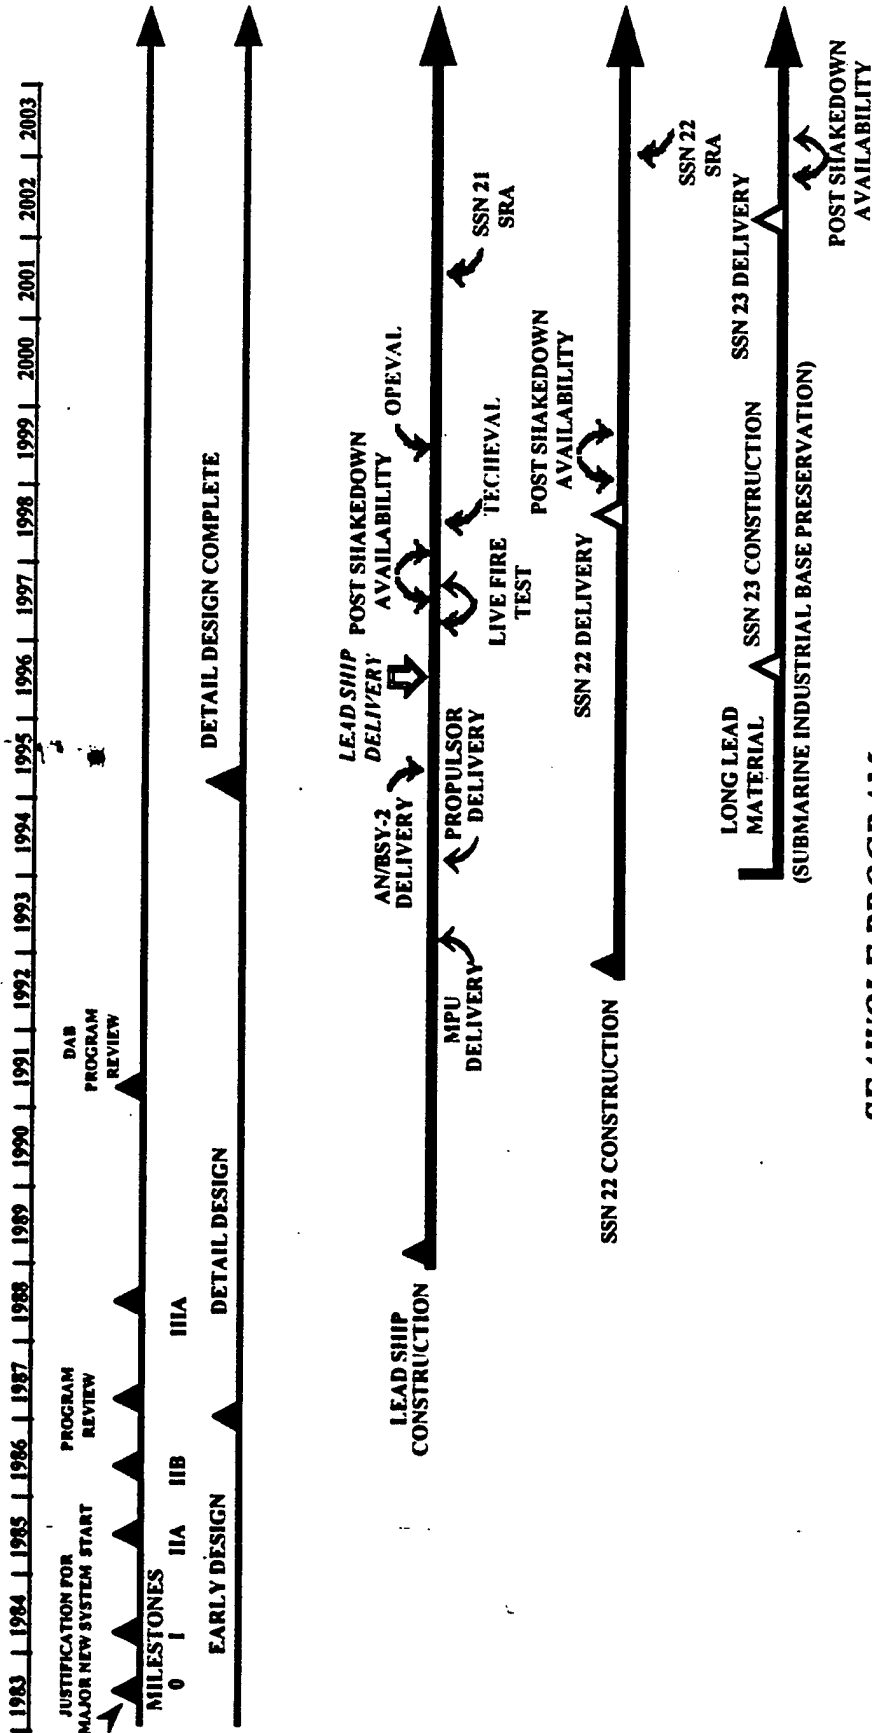 1983 | 1984 | 1985 | 1986 | 1987 | 1988 | 1989 | 1990 | 1991 | 1992 | 1993 | 1994 | 1995 | 1996 | 1997 | 1998 | 1999 | 2000 | 2001 | 2002 | 2003
JUSTIFICATION FOR
MAJOR NEW SYSTEM START
PROGRAM
REVIEW
DAB
PROGRAM
REVIEW
MILESTONES
0
I
IIA
IIB
IIIA
EARLY DESIGN
DETAIL DESIGN
DETAIL DESIGN COMPLETE
LEAD SHIP
CONSTRUCTION
MPU
DELIVERY
AN/BSY-2
DELIVERY
PROPULSOR
DELIVERY
LEAD SHIP
DELIVERY
POST SHAKEDOWN
AVAILABILITY
LIVE FIRE
TEST
TECHEVAL
OPEVAL
SSN 21
SRA
SSN 22 CONSTRUCTION
SSN 22 DELIVERY
POST SHAKEDOWN
AVAILABILITY
SSN 22
SRA
LONG LEAD
MATERIAL
SSN 23 CONSTRUCTION
SSN 23 DELIVERY
(SUBMARINE INDUSTRIAL BASE PRESERVATION)
POST SHAKEDOWN
AVAILABILITY
SEAWOLF PROGRAM